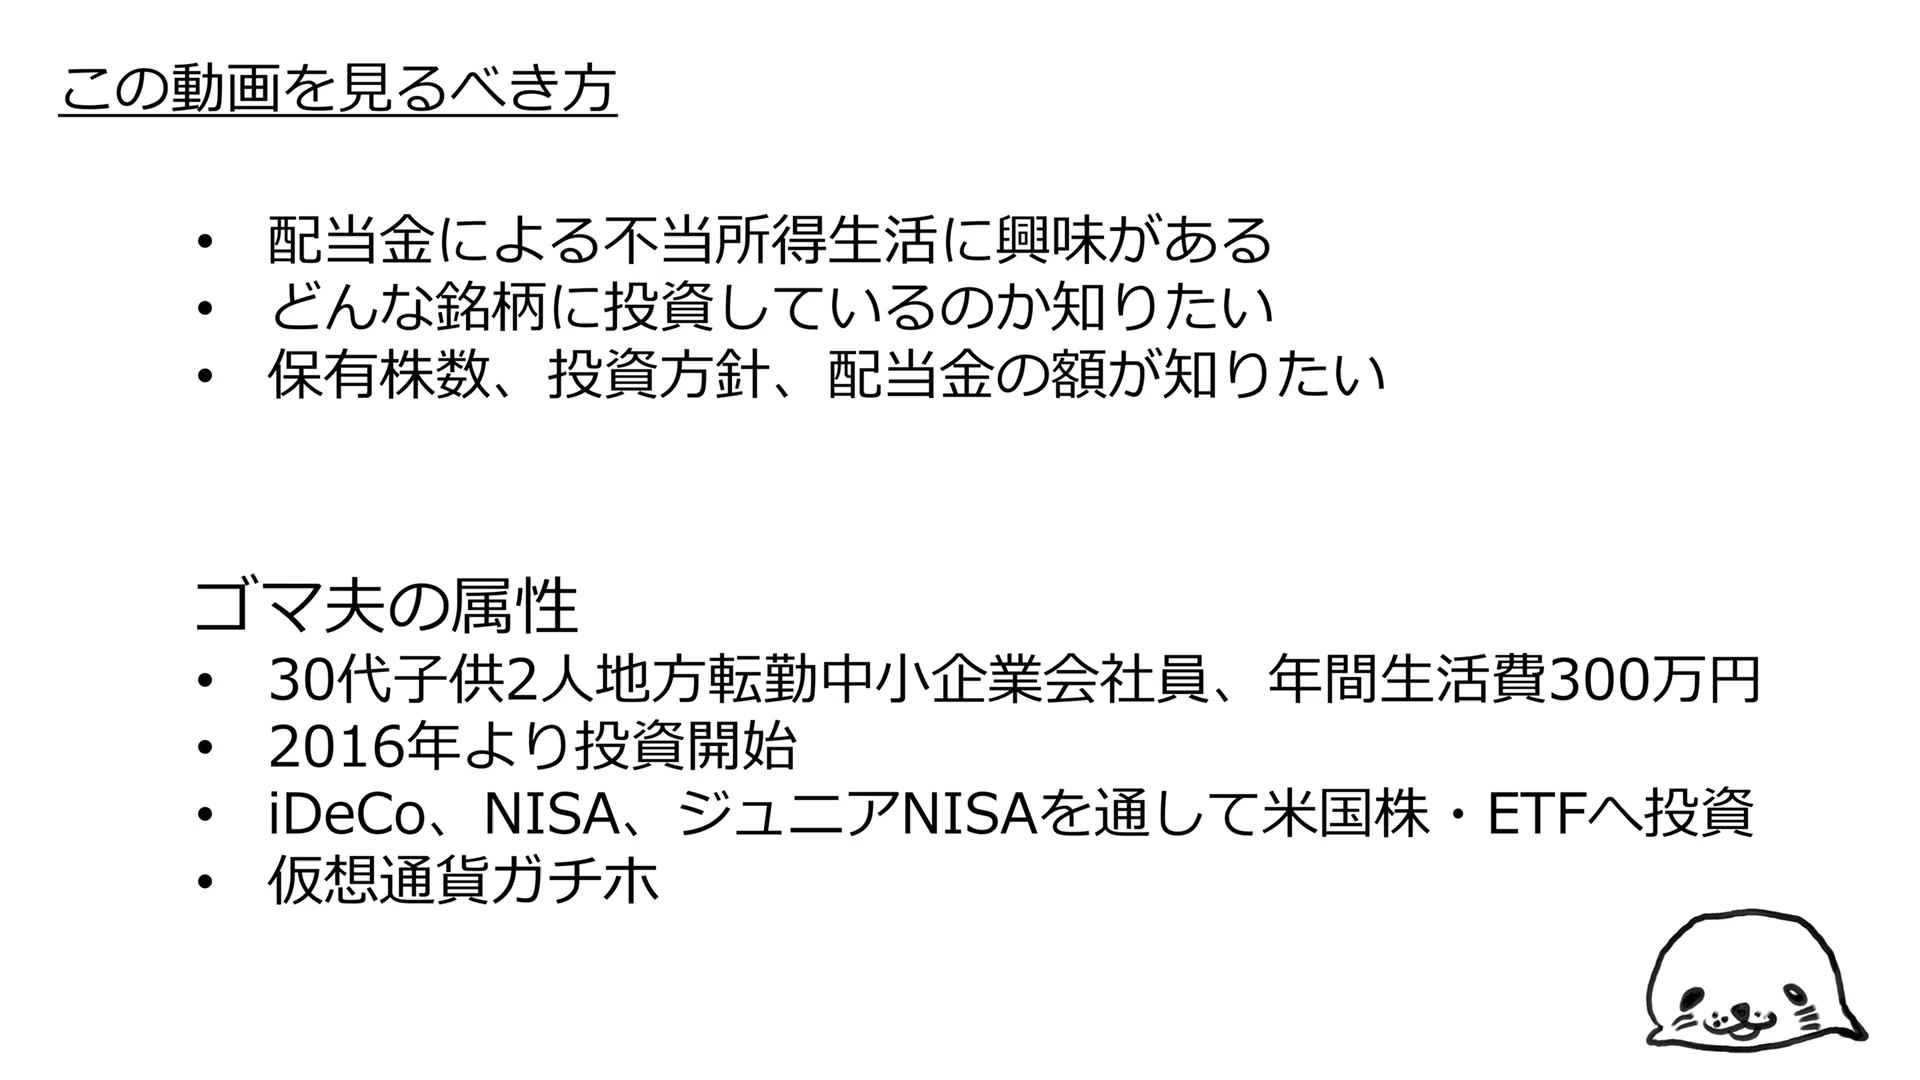 この動画を見るべき方
• 配当金による不当所得生活に興味がある
• どんな銘柄に投資しているのか知りたい
• 保有株数、投資方針、配当金の額が知りたい
ゴマ夫の属性
• 30代子供2人地方転勤中小企業会社員、年間生活費300万円
• 2016年より投資開始
• iDeCo、NISA、ジュニアNISAを通して米国株・ETFへ投資
• 仮想通貨ガチホ